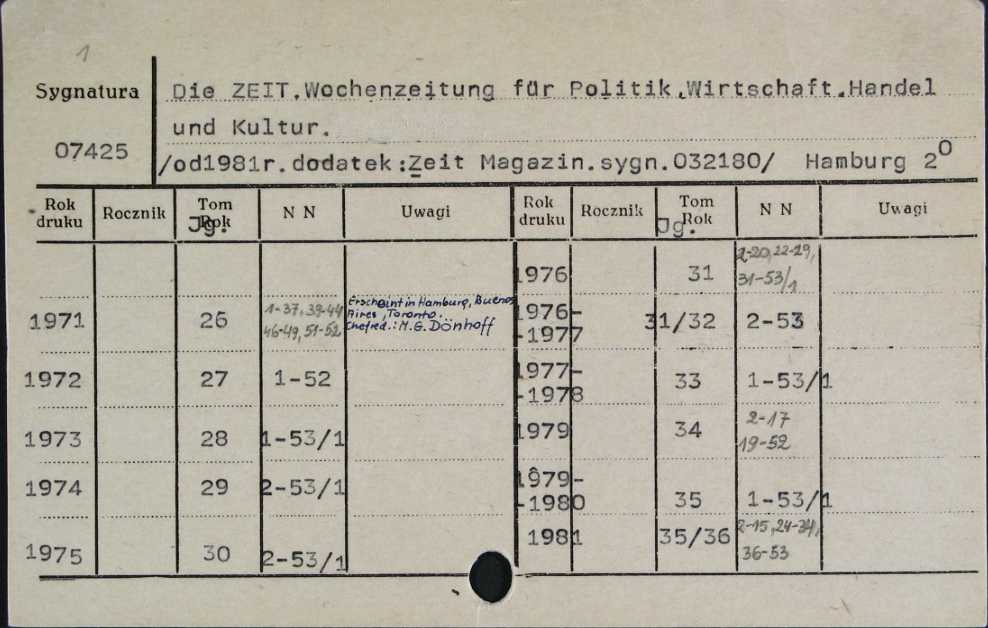 1
Sygnatura
07425
Die ZEIT.Wochenzeitung für Politik.Wirtschaft.Handel
und Kultur.
/od1981r.dodatek:Zeit Magazin.sygn.032180/ Hamburg 2⁰
Rok druku Rocznik Tom Rok Jg. N N Uwagi
1971 26 1-37, 39-44 46-49, 51-52 Erscheint in Hamburg, Buenos Aires, Toronto. Chefred.: M.G. Dönhoff
1972 27 1-52
1973 28 1-53/1
1974 29 2-53/1
1975 30 2-53/1
Rok druku Rocznik Tom Rok Jg. N N Uwagi
1976 31 2-20, 22-29, 31-53/1
1976- -1977 31/32 2-53
1977- -1978 33 1-53/1
1979 34 2-17 19-52
1979- -1980 35 1-53/1
1981 35/36 2-15, 24-34, 36-53